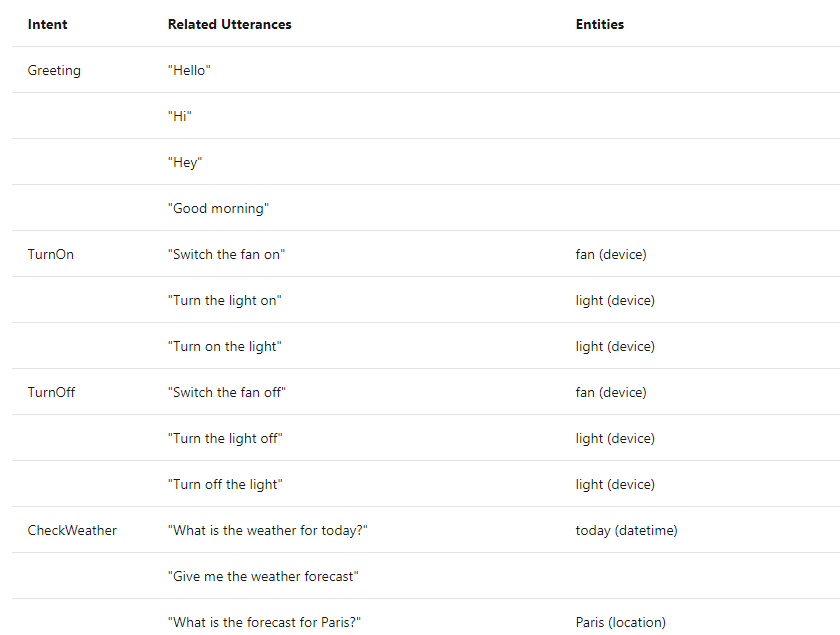 Intent Related Utterances Entities
Greeting "Hello"
"Hi"
"Hey"
"Good morning"
TurnOn "Switch the fan on" fan (device)
"Turn the light on" light (device)
"Turn on the light" light (device)
TurnOff "Switch the fan off" fan (device)
"Turn the light off" light (device)
"Turn off the light" light (device)
CheckWeather "What is the weather for today?" today (datetime)
"Give me the weather forecast"
"What is the forecast for Paris?" Paris (location)